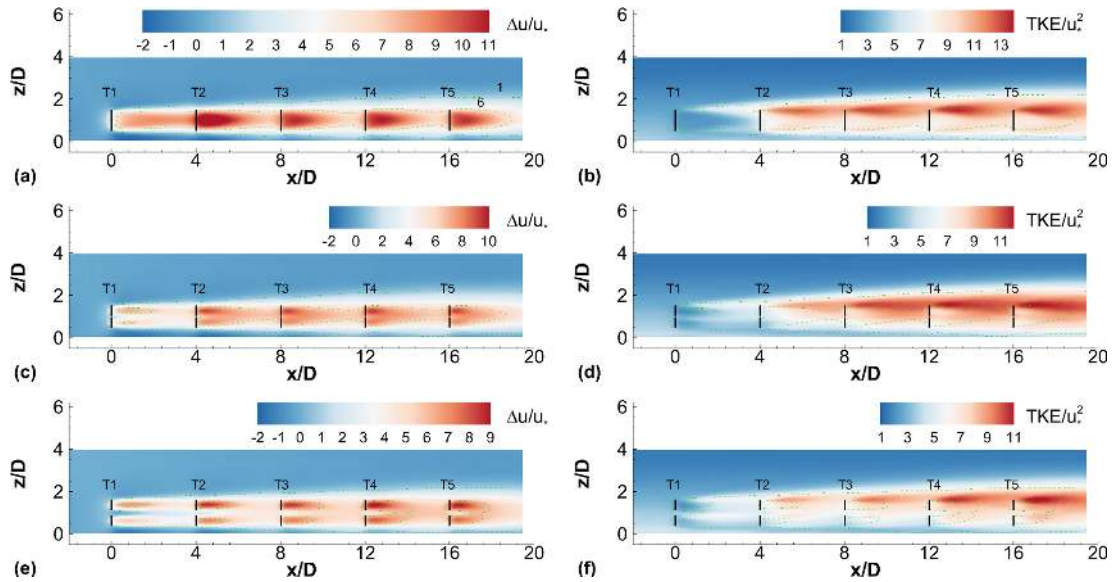 6
Δu/u*
-2 -1 0 1 2 3 4 5 6 7 8 9 10 11
z/D
4
T1 T2 T3 T4 T5
1
6
2
0
0 4 8 12 16 20
(a)
x/D
6
TKE/u*²
1 3 5 7 9 11 13
z/D
4
T1 T2 T3 T4 T5
2
0
0 4 8 12 16 20
(b)
x/D
6
Δu/u*
-2 0 2 4 6 8 10
z/D
4
T1 T2 T3 T4 T5
2
0
0 4 8 12 16 20
(c)
x/D
6
TKE/u*²
1 3 5 7 9 11
z/D
4
T1 T2 T3 T4 T5
2
0
0 4 8 12 16 20
(d)
x/D
6
Δu/u*
-2 -1 0 1 2 3 4 5 6 7 8 9
z/D
4
T1 T2 T3 T4 T5
2
0
0 4 8 12 16 20
(e)
x/D
6
TKE/u*²
1 3 5 7 9 11
z/D
4
T1 T2 T3 T4 T5
2
0
0 4 8 12 16 20
(f)
x/D